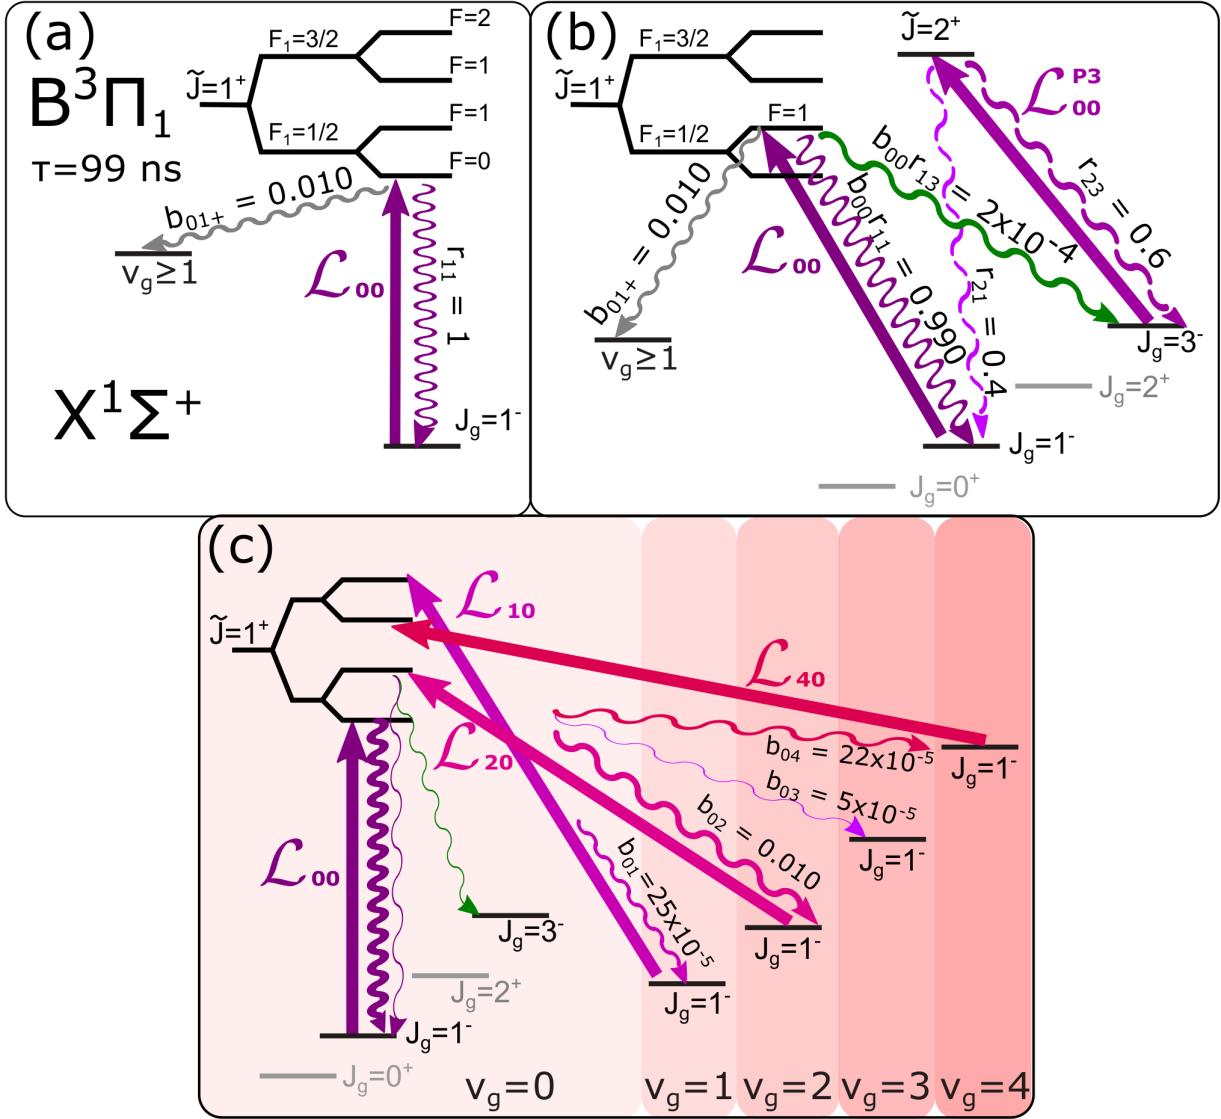 (a)
F=2
F₁=3/2
F=1
B³Π₁
J̃=1⁺
F=1
F₁=1/2
F=0
τ=99 ns
b₀₁₊ = 0.010
v_g≥1
ℒ₀₀
r₁₁ = 1
X¹Σ⁺
J_g=1⁻
(b)
J̃=2⁺
F₁=3/2
ℒ₀₀ᴾ³
J̃=1⁺
F=1
F₁=1/2
b₀₀r₁₃ = 2x10⁻⁴
r₂₃ = 0.6
b₀₁₊ = 0.010
ℒ₀₀
b₀₀r₁₁ = 0.990
r₂₁ = 0.4
v_g≥1
J_g=3⁻
J_g=2⁺
J_g=1⁻
J_g=0⁺
(c)
ℒ₁₀
J̃=1⁺
ℒ₄₀
ℒ₂₀
b₀₄ = 22x10⁻⁵
J_g=1⁻
b₀₃ = 5x10⁻⁵
J_g=1⁻
b₀₂ = 0.010
J_g=1⁻
b₀₁=25x10⁻⁵
J_g=1⁻
ℒ₀₀
J_g=3⁻
J_g=2⁺
J_g=1⁻
J_g=0⁺
v_g=0 v_g=1 v_g=2 v_g=3 v_g=4